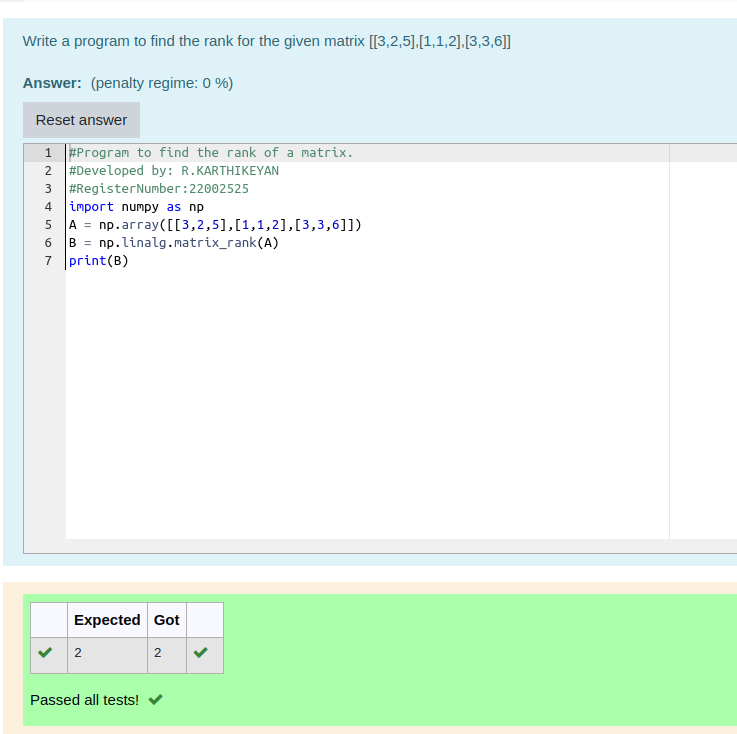 Write a program to find the rank for the given matrix [[3,2,5],[1,1,2],[3,3,6]]
Answer: (penalty regime: 0 %)
Reset answer
1 #Program to find the rank of a matrix.
2 #Developed by: R.KARTHIKEYAN
3 #RegisterNumber:22002525
4 import numpy as np
5 A = np.array([[3,2,5],[1,1,2],[3,3,6]])
6 B = np.linalg.matrix_rank(A)
7 print(B)
Expected Got
2 2
Passed all tests!